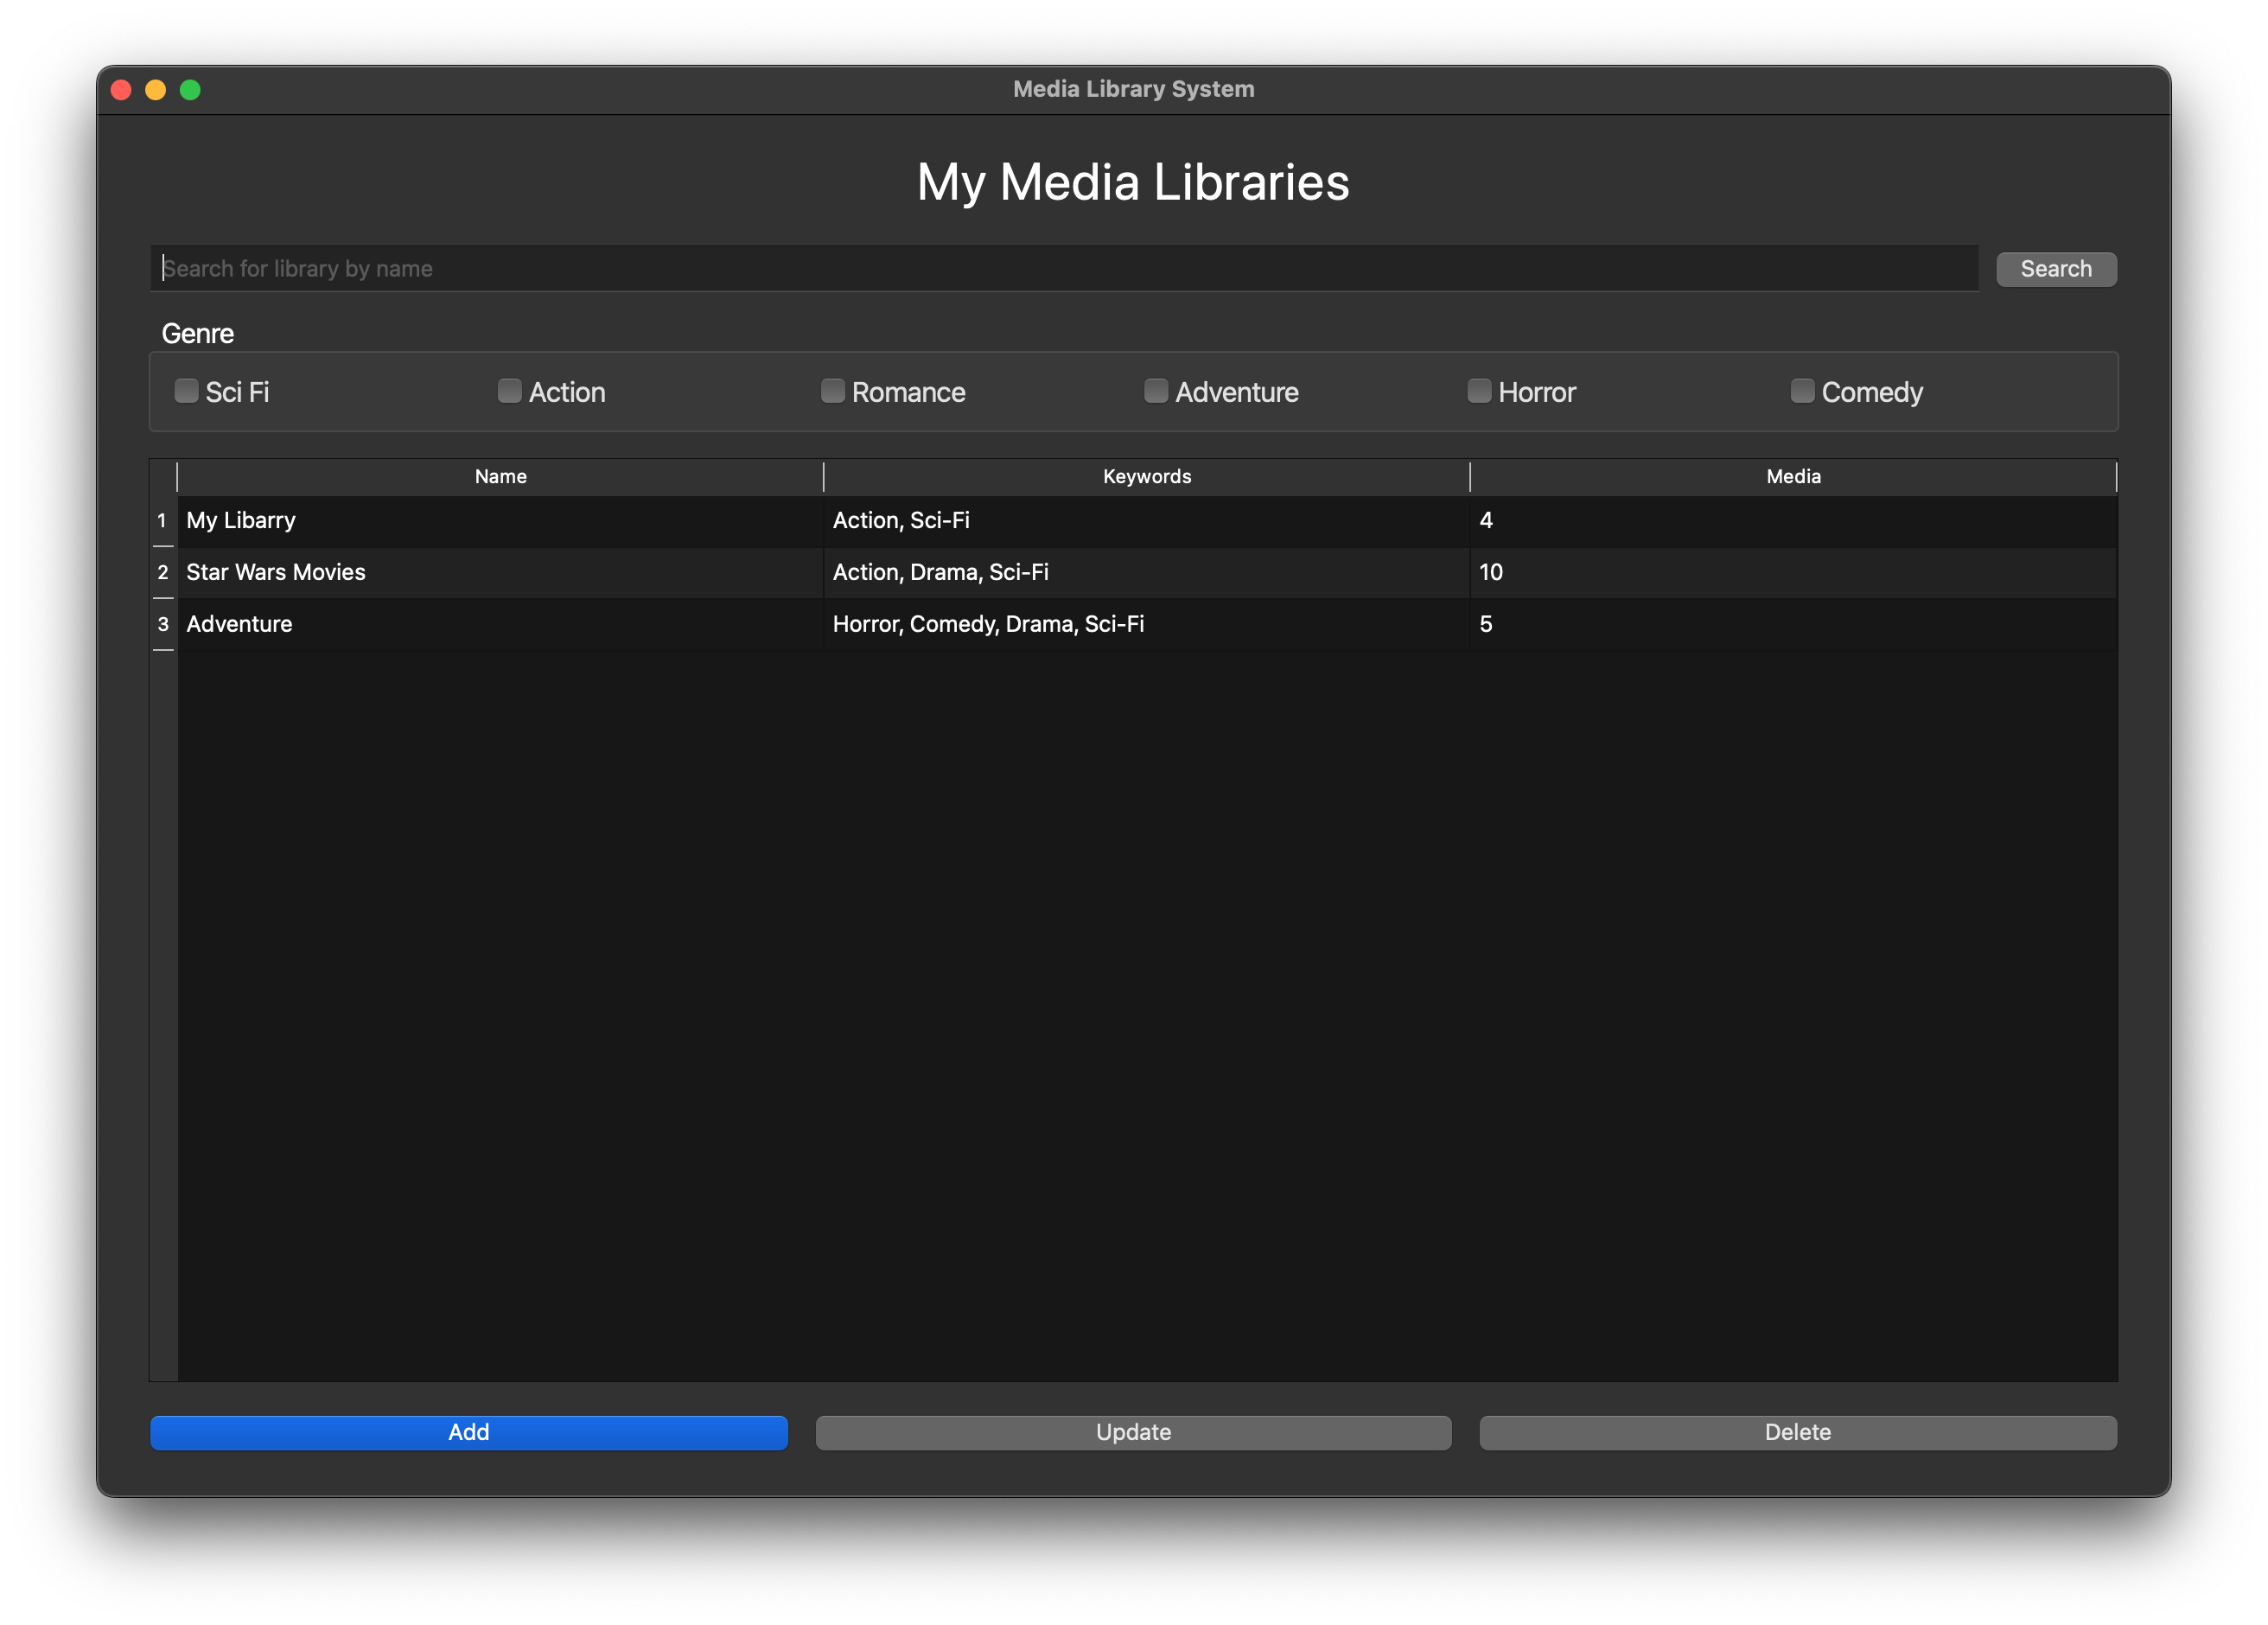 Media Library System
My Media Libraries
Search for library by name Search
Genre
Sci Fi Action Romance Adventure Horror Comedy
Name Keywords Media
1 My Libarry Action, Sci-Fi 4
2 Star Wars Movies Action, Drama, Sci-Fi 10
3 Adventure Horror, Comedy, Drama, Sci-Fi 5
Add Update Delete